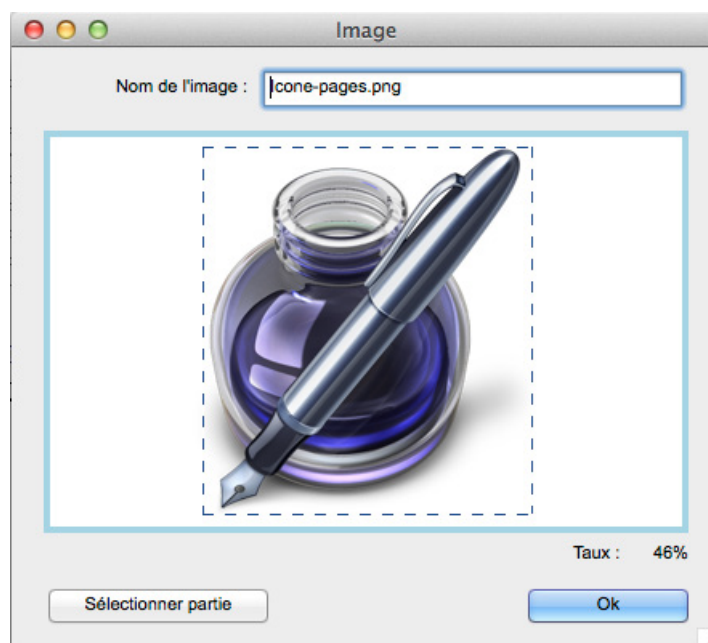 Image
Nom de l'image : Icone-pages.png
Taux : 46%
Sélectionner partie Ok